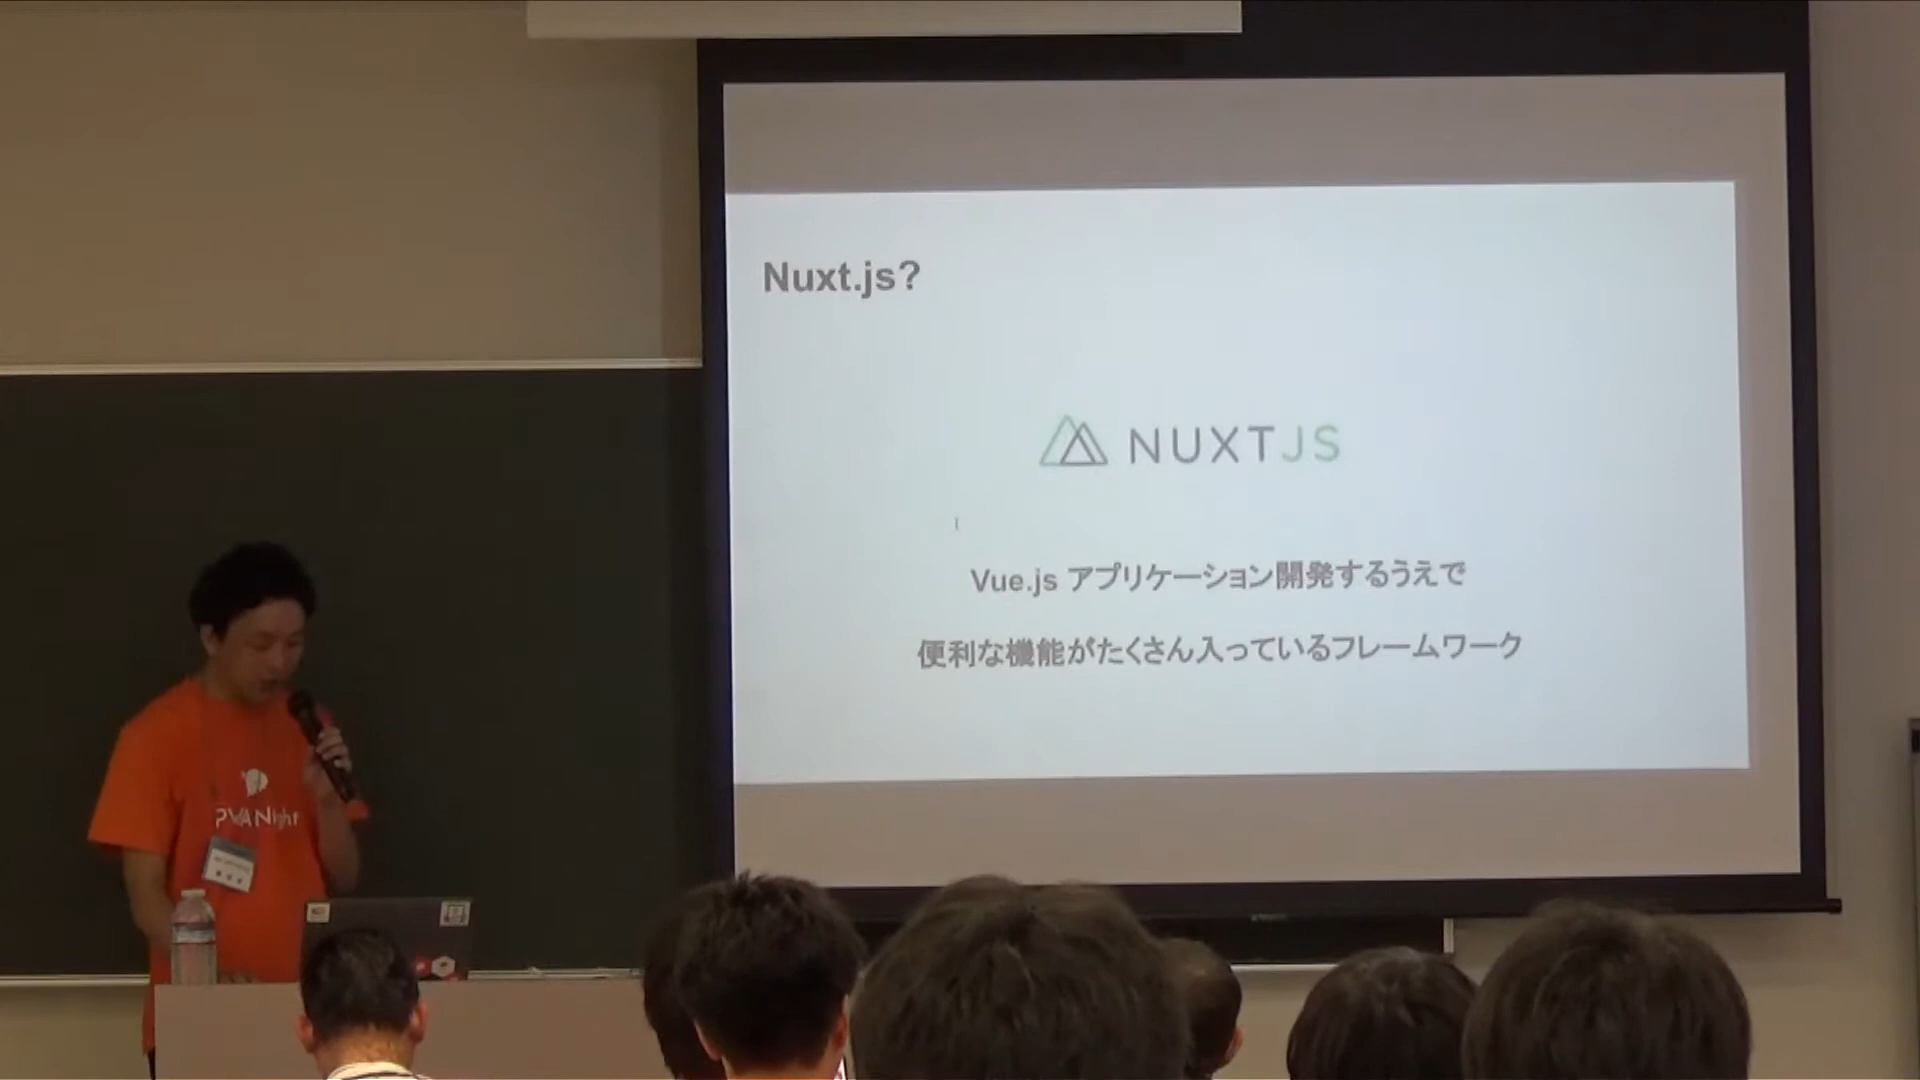 Nuxt.js?
NUXTJS
Vue.js アプリケーション開発するうえで
便利な機能がたくさん入っているフレームワーク
PWA Night